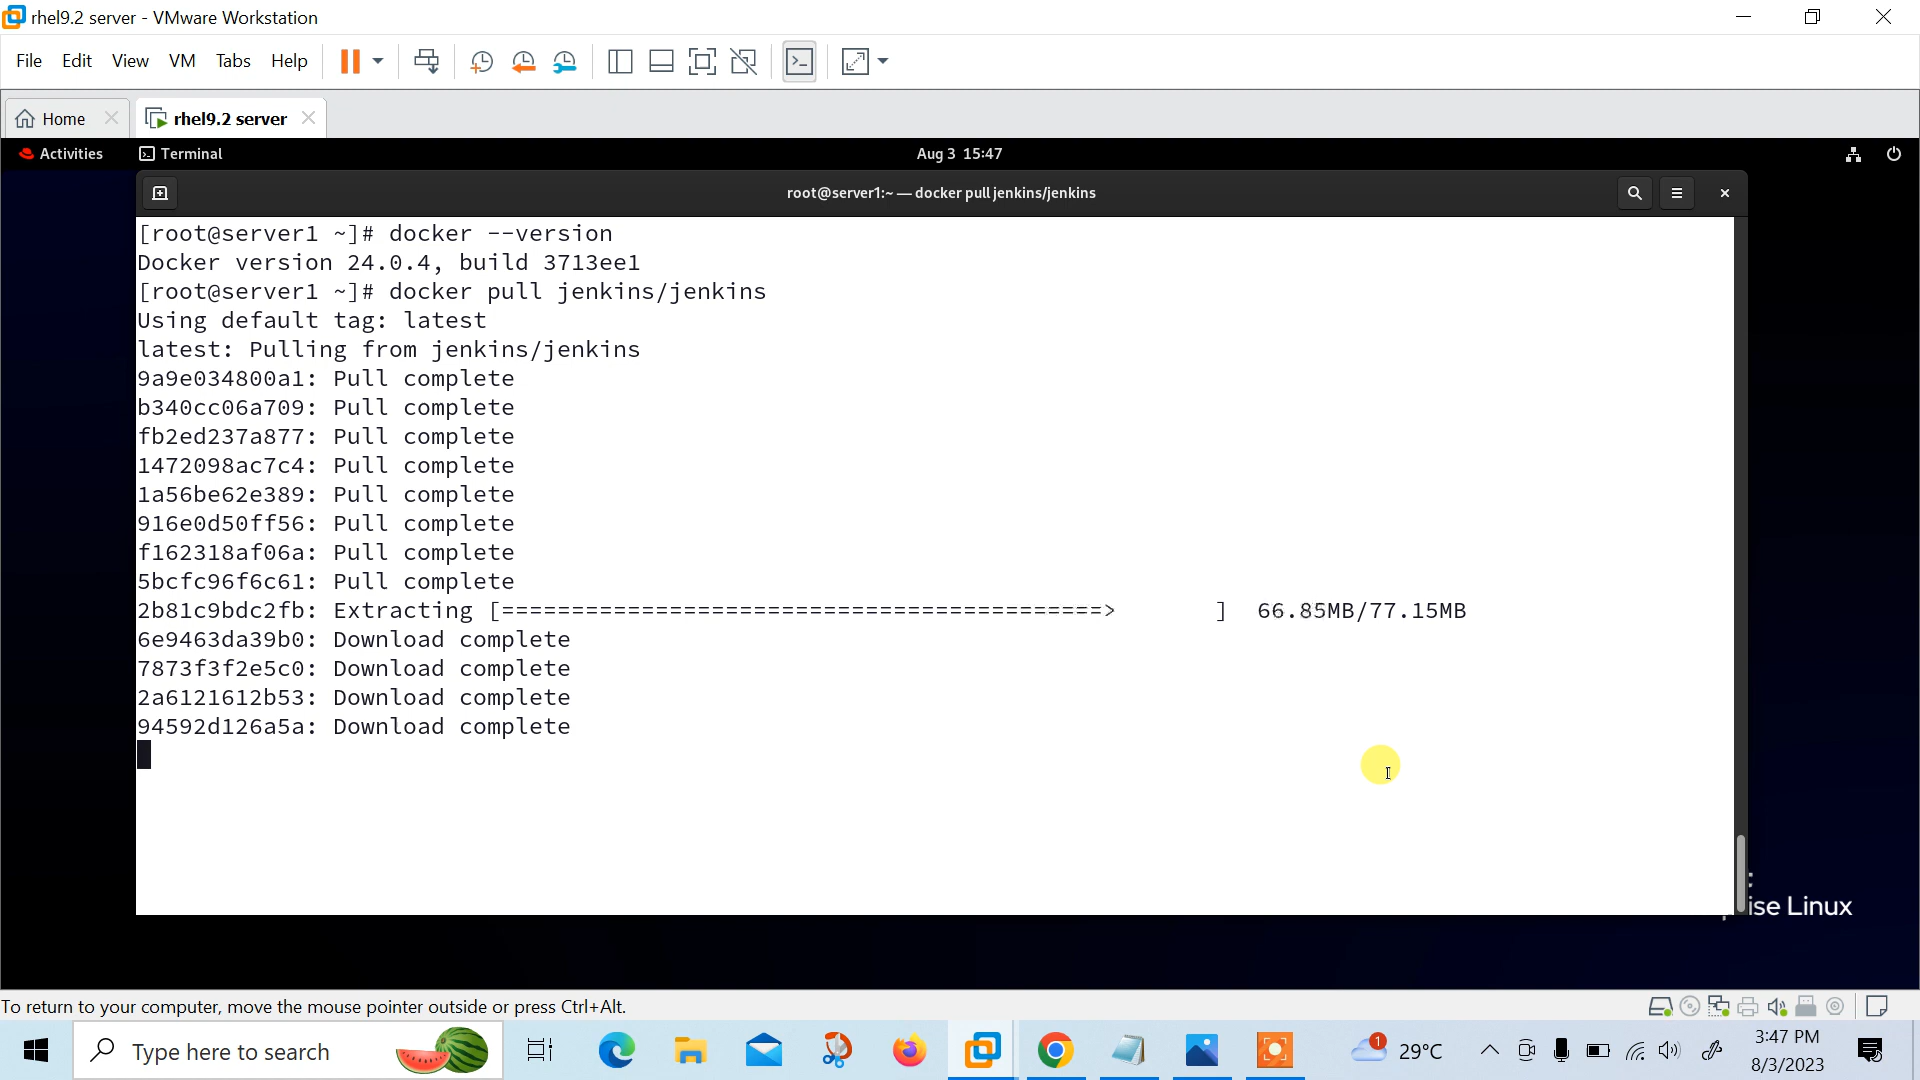 rhel9.2 server - VMware Workstation
File Edit View VM Tabs Help
Home
rhel9.2 server
Activities Terminal Aug 3 15:47
root@server1:~ — docker pull jenkins/jenkins
[root@server1 ~]# docker --version
Docker version 24.0.4, build 3713ee1
[root@server1 ~]# docker pull jenkins/jenkins
Using default tag: latest
latest: Pulling from jenkins/jenkins
9a9e034800a1: Pull complete
b340cc06a709: Pull complete
fb2ed237a877: Pull complete
1472098ac7c4: Pull complete
1a56be62e389: Pull complete
916e0d50ff56: Pull complete
f162318af06a: Pull complete
5bcfc96f6c61: Pull complete
2b81c9bdc2fb: Extracting [===========================================>       ]  66.85MB/77.15MB
6e9463da39b0: Download complete
7873f3f2e5c0: Download complete
2a6121612b53: Download complete
94592d126a5a: Download complete
ise Linux
To return to your computer, move the mouse pointer outside or press Ctrl+Alt.
Type here to search
1
29°C
3:47 PM
8/3/2023